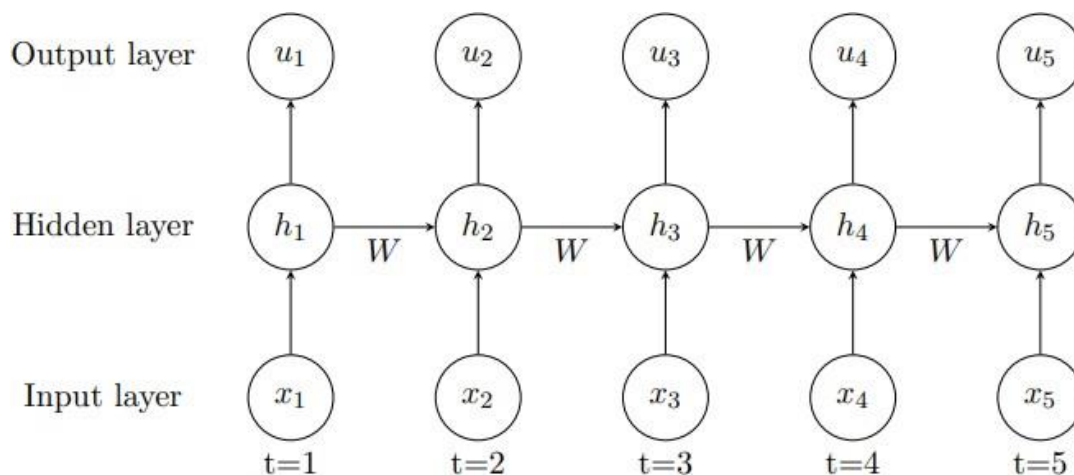 Output layer u₁ u₂ u₃ u₄ u₅
Hidden layer h₁ h₂ h₃ h₄ h₅
W W W W
Input layer x₁ x₂ x₃ x₄ x₅
t=1 t=2 t=3 t=4 t=5